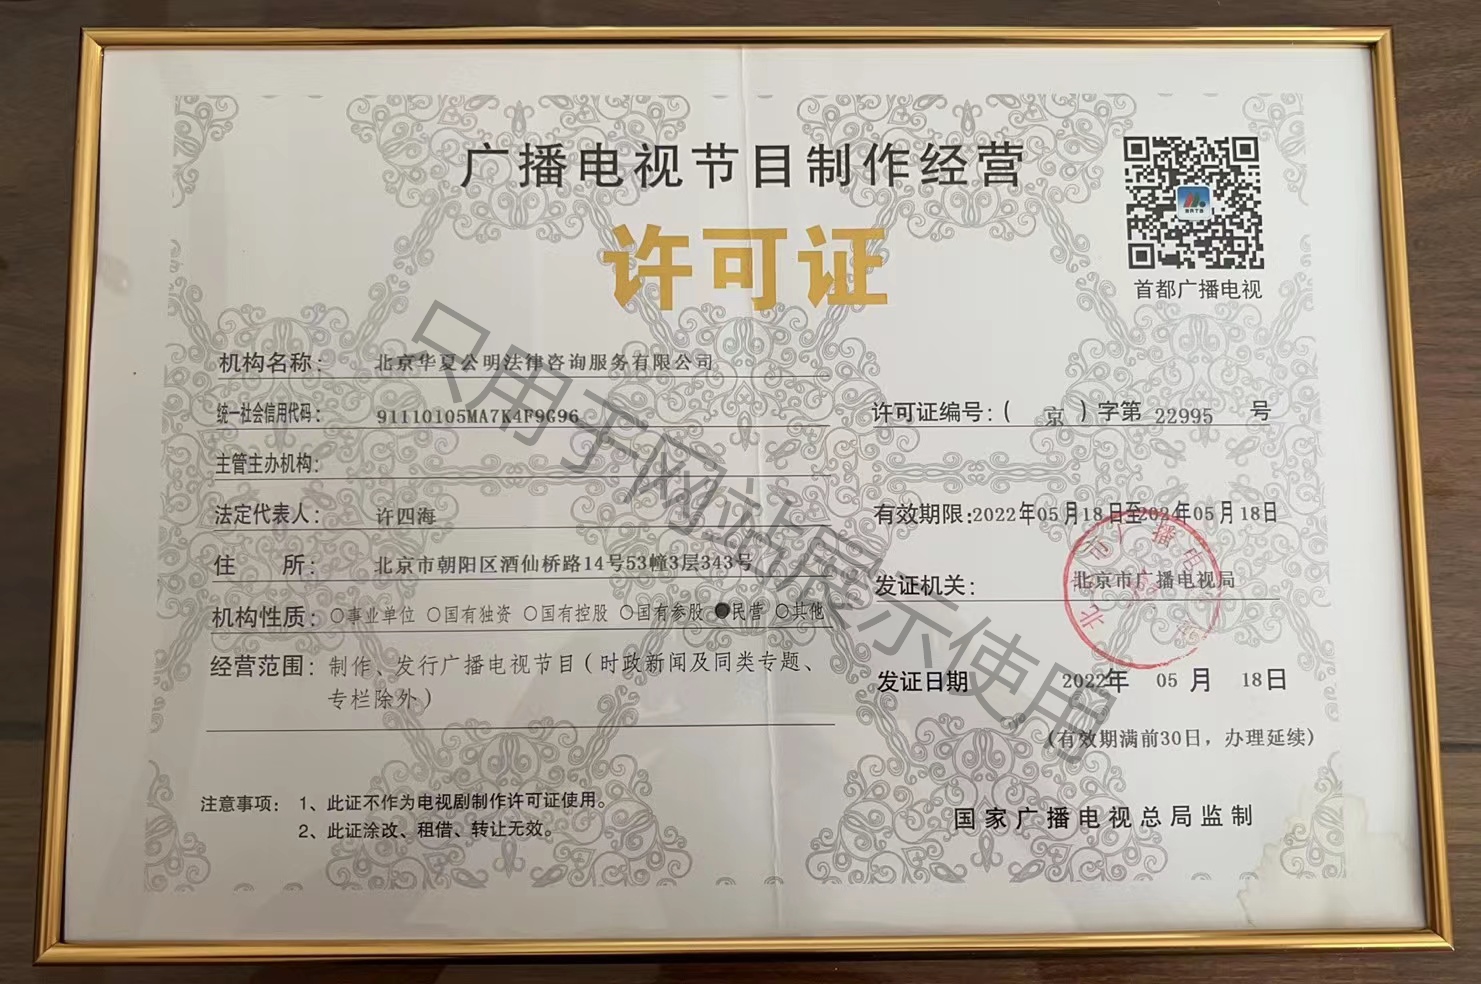 广播电视节目制作经营
许可证
首都广播电视
机构名称: 北京华夏公明法律咨询服务有限公司
统一社会信用代码: 91110105MA7K4F9G96
许可证编号:( 京 )字第 22995 号
主管主办机构:
法定代表人: 许四海
有效期限:2022年05月18日至202年05月18日
住 所: 北京市朝阳区酒仙桥路14号53幢3层343号
发证机关: 北京市广播电视局
机构性质: ○事业单位 ○国有独资 ○国有控股 ○国有参股 ●民营 ○其他
经营范围: 制作、发行广播电视节目(时政新闻及同类专题、
专栏除外)
发证日期 2022年 05 月 18日
(有效期满前30日，办理延续)
注意事项: 1、此证不作为电视剧制作许可证使用。
2、此证涂改、租借、转让无效。
国家广播电视总局监制
只用于网站展示使用